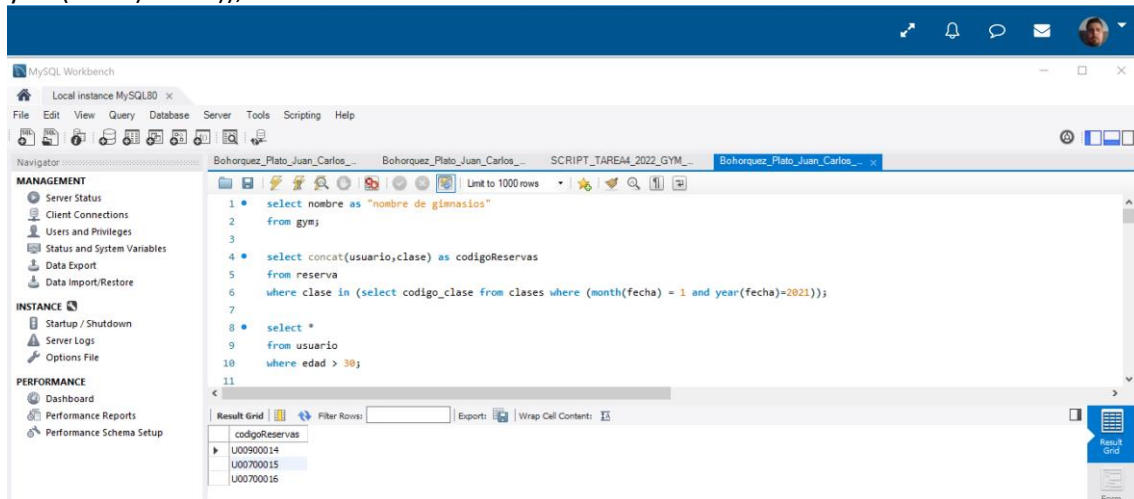 MySQL Workbench
Local instance MySQL80
File Edit View Query Database Server Tools Scripting Help
Navigator
Bohorquez_Plato_Juan_Carlos_... Bohorquez_Plato_Juan_Carlos_... SCRIPT_TAREA4_2022_GYM_... Bohorquez_Plato_Juan_Carlos_...
MANAGEMENT
Server Status
Client Connections
Users and Privileges
Status and System Variables
Data Export
Data Import/Restore
INSTANCE
Startup / Shutdown
Server Logs
Options File
PERFORMANCE
Dashboard
Performance Reports
Performance Schema Setup
Limit to 1000 rows
1 select nombre as "nombre de gimnasios"
2 from gym;
3
4 select concat(usuario,clase) as codigoReservas
5 from reserva
6 where clase in (select codigo_clase from clases where (month(fecha) = 1 and year(fecha)=2021));
7
8 select *
9 from usuario
10 where edad > 30;
11
Result Grid Filter Rows: Export: Wrap Cell Content:
codigoReservas
U00900014
U00700015
U00700016
Result Grid